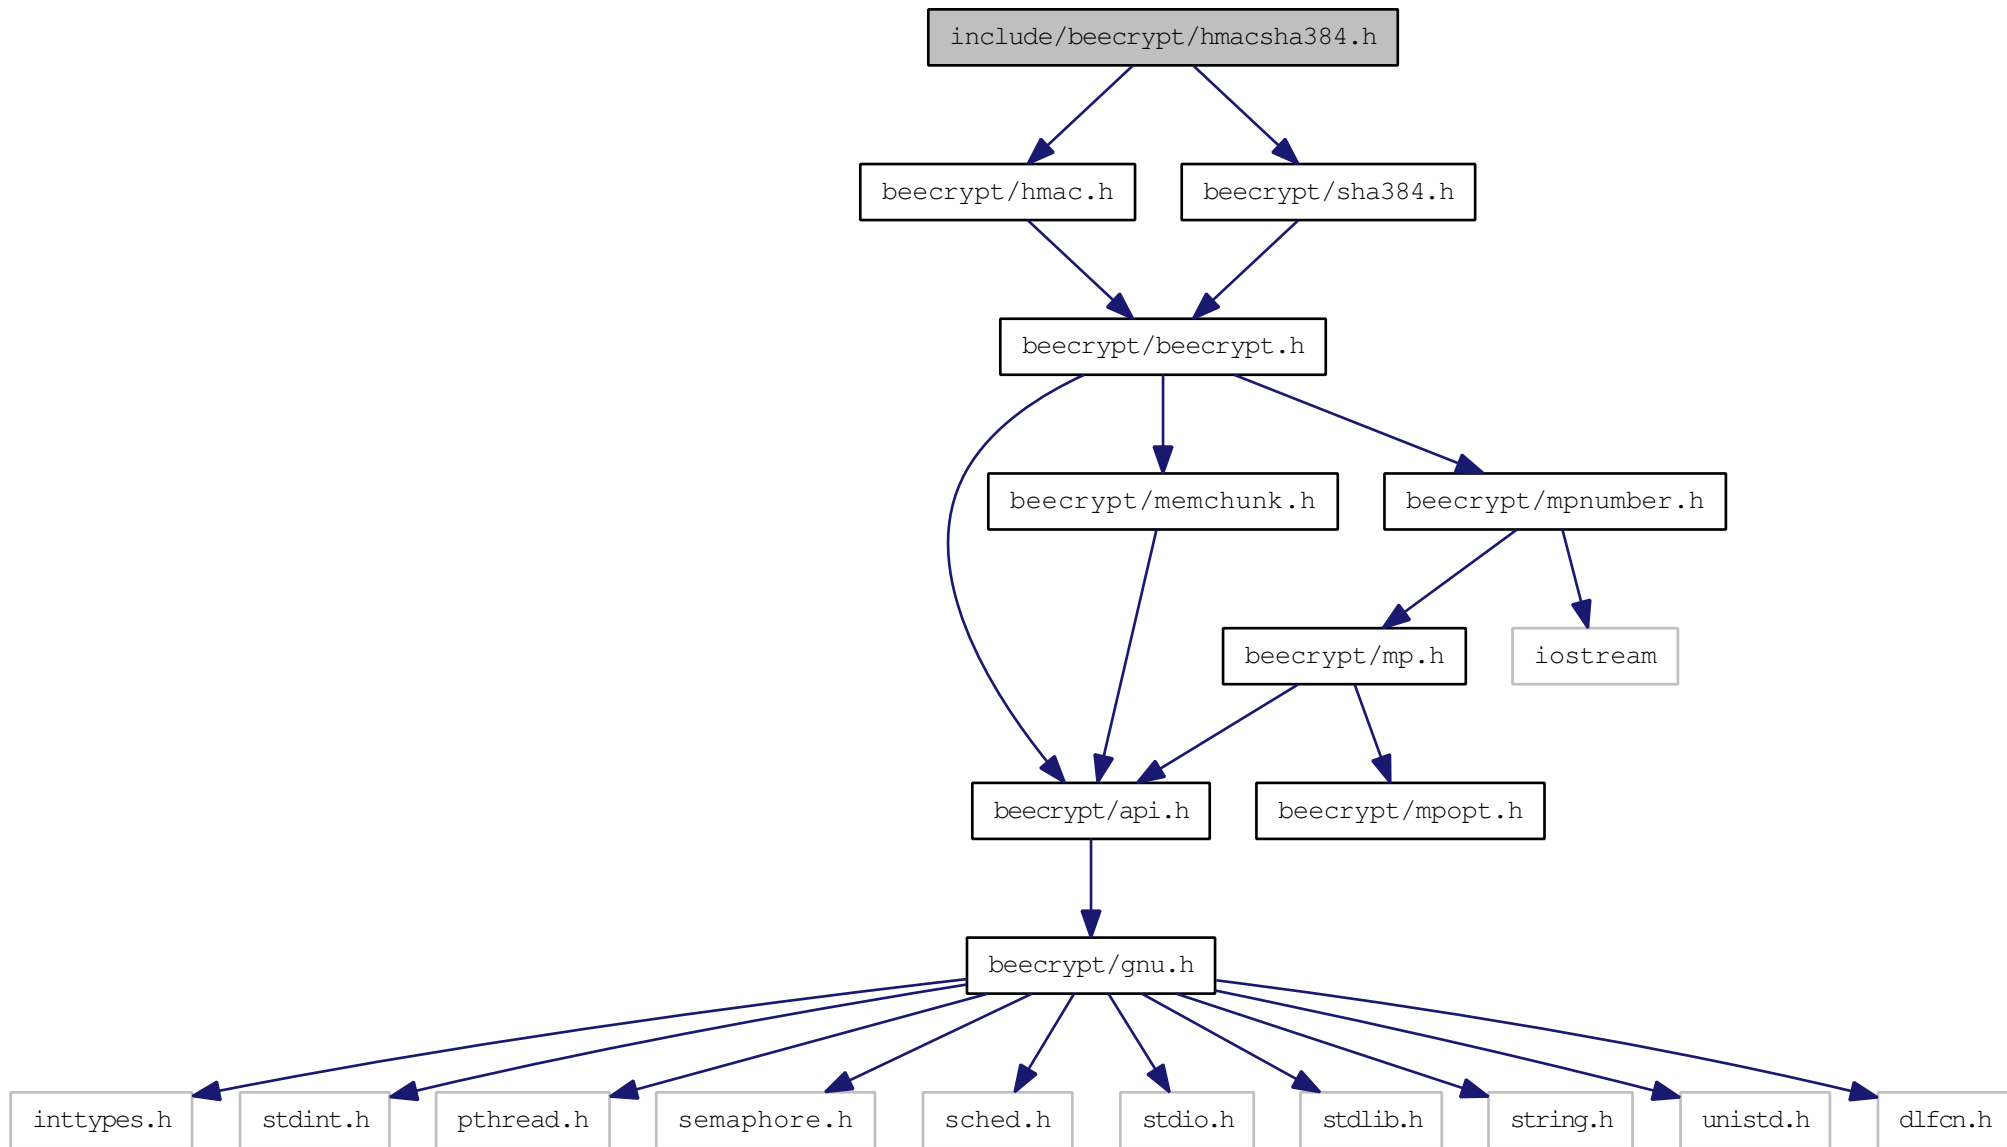 include/beecrypt/hmacsha384.h
beecrypt/hmac.h
beecrypt/sha384.h
beecrypt/beecrypt.h
beecrypt/memchunk.h
beecrypt/mpnumber.h
beecrypt/mp.h
iostream
beecrypt/api.h
beecrypt/mpopt.h
beecrypt/gnu.h
inttypes.h
stdint.h
pthread.h
semaphore.h
sched.h
stdio.h
stdlib.h
string.h
unistd.h
dlfcn.h